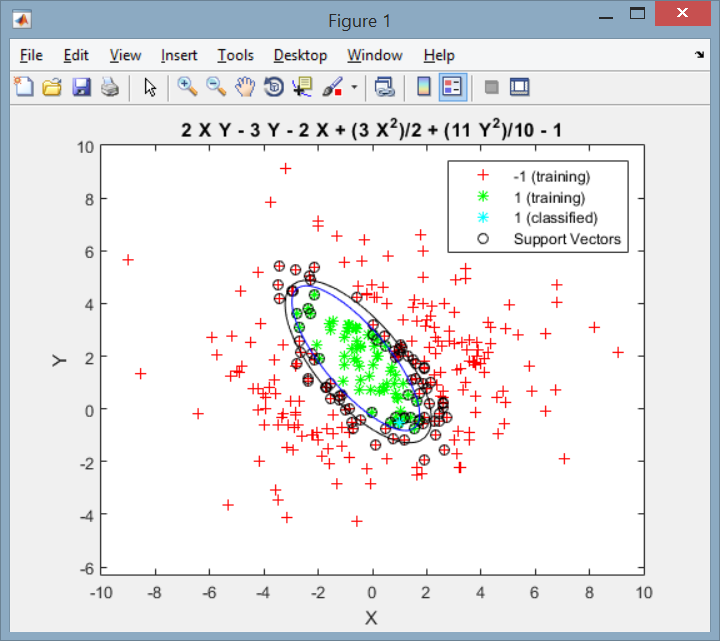 Figure 1
File Edit View Insert Tools Desktop Window Help
2 X Y - 3 Y - 2 X + (3 X²)/2 + (11 Y²)/10 - 1
-1 (training)
1 (training)
1 (classified)
Support Vectors
10
8
6
4
2
0
-2
-4
-6
Y
-10 -8 -6 -4 -2 0 2 4 6 8 10
X